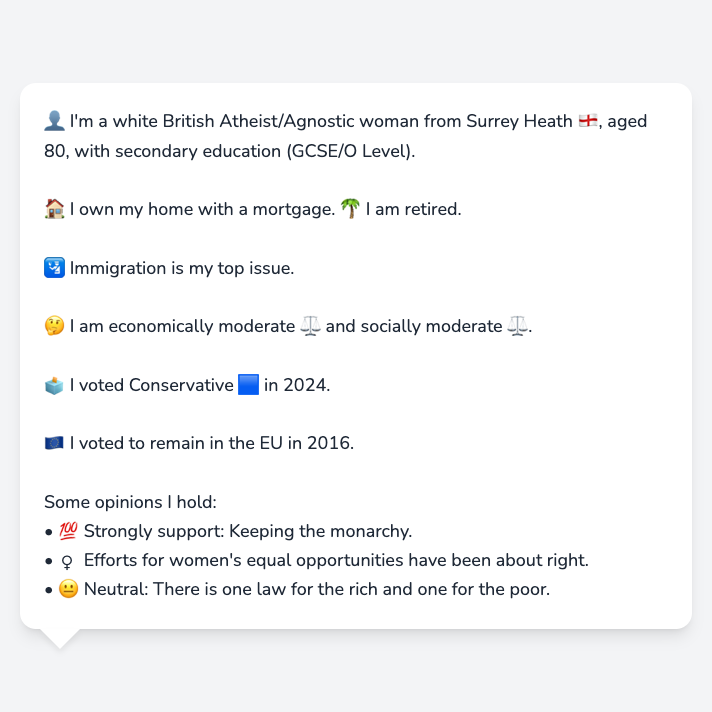 👤 I'm a white British Atheist/Agnostic woman from Surrey Heath 🏴󠁧󠁢󠁥󠁮󠁧󠁿, aged
80, with secondary education (GCSE/O Level).
🏠 I own my home with a mortgage. 🌴 I am retired.
🛂 Immigration is my top issue.
🤔 I am economically moderate ⚖️ and socially moderate ⚖️.
🗳️ I voted Conservative 🟦 in 2024.
🇪🇺 I voted to remain in the EU in 2016.
Some opinions I hold:
• 💯 Strongly support: Keeping the monarchy.
• ♀ Efforts for women's equal opportunities have been about right.
• 😐 Neutral: There is one law for the rich and one for the poor.